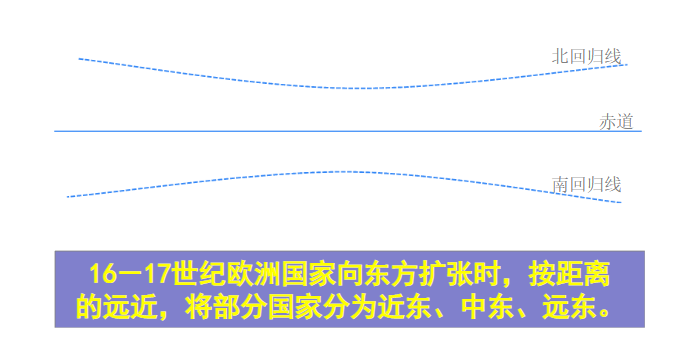 北回归线
赤道
南回归线
16－17世纪欧洲国家向东方扩张时，按距离
的远近，将部分国家分为近东、中东、远东。